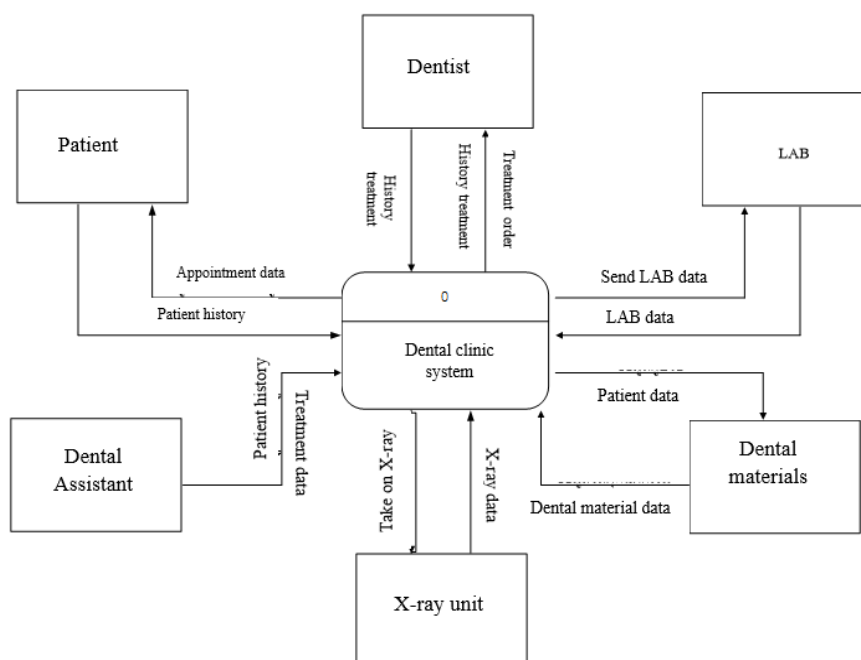 Dentist
Patient
LAB
History
treatment
History treatment
Treatment order
Appointment data
Patient history
0
Dental clinic
system
Send LAB data
LAB data
Patient data
Dental
materials
Dental material data
Dental
Assistant
Patient history
Treatment data
Take on X-ray
X-ray data
X-ray unit